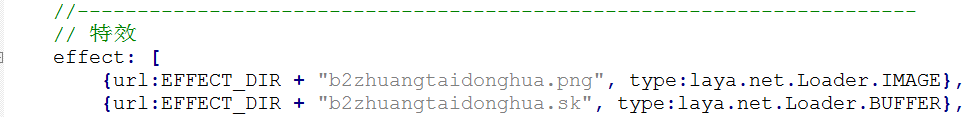 //----------------------------------------------------------------------
// 特效
effect: [
{url:EFFECT_DIR + "b2zhuangtaidonghua.png", type:laya.net.Loader.IMAGE},
{url:EFFECT_DIR + "b2zhuangtaidonghua.sk", type:laya.net.Loader.BUFFER},